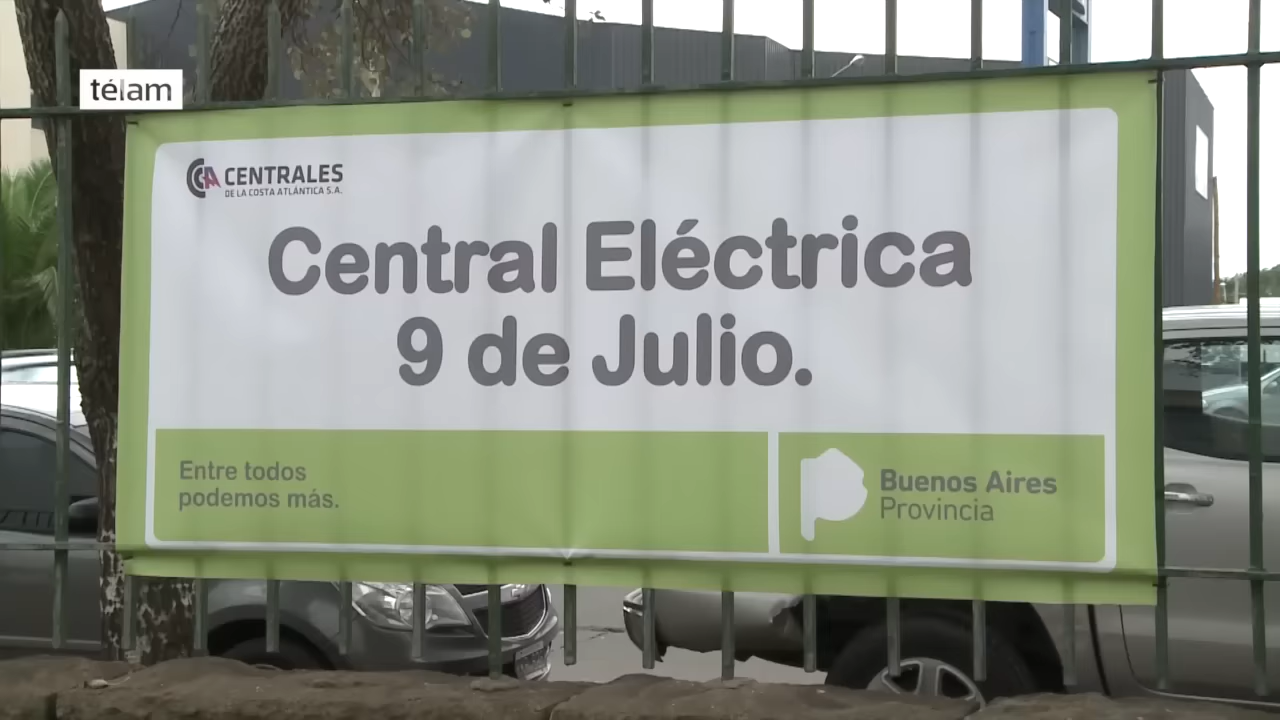 télam
CENTRALES
DE LA COSTA ATLÁNTICA S.A.
Central Eléctrica
9 de Julio.
Entre todos
podemos más.
Buenos Aires
Provincia